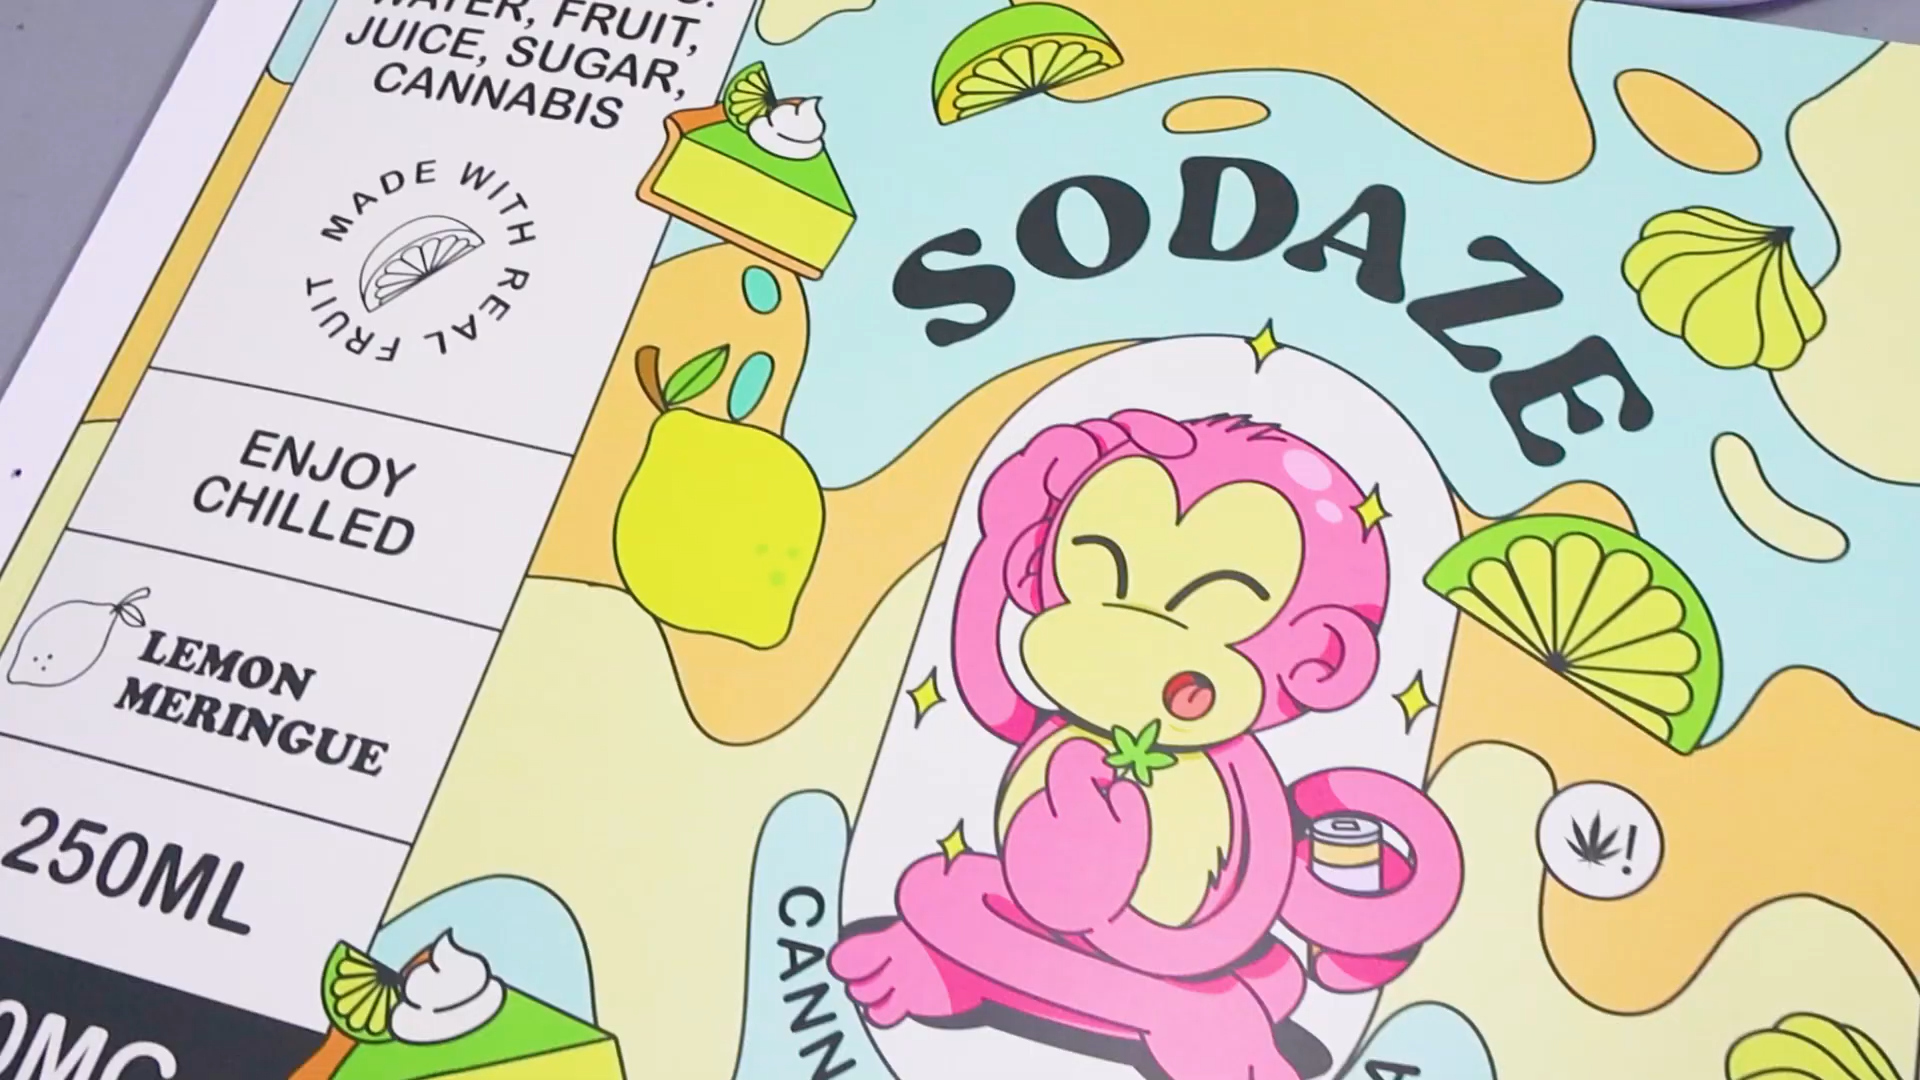 WATER, FRUIT,
JUICE, SUGAR,
CANNABIS
MADE WITH REAL FRUIT
ENJOY
CHILLED
LEMON
MERINGUE
250ML
SODAZE
!